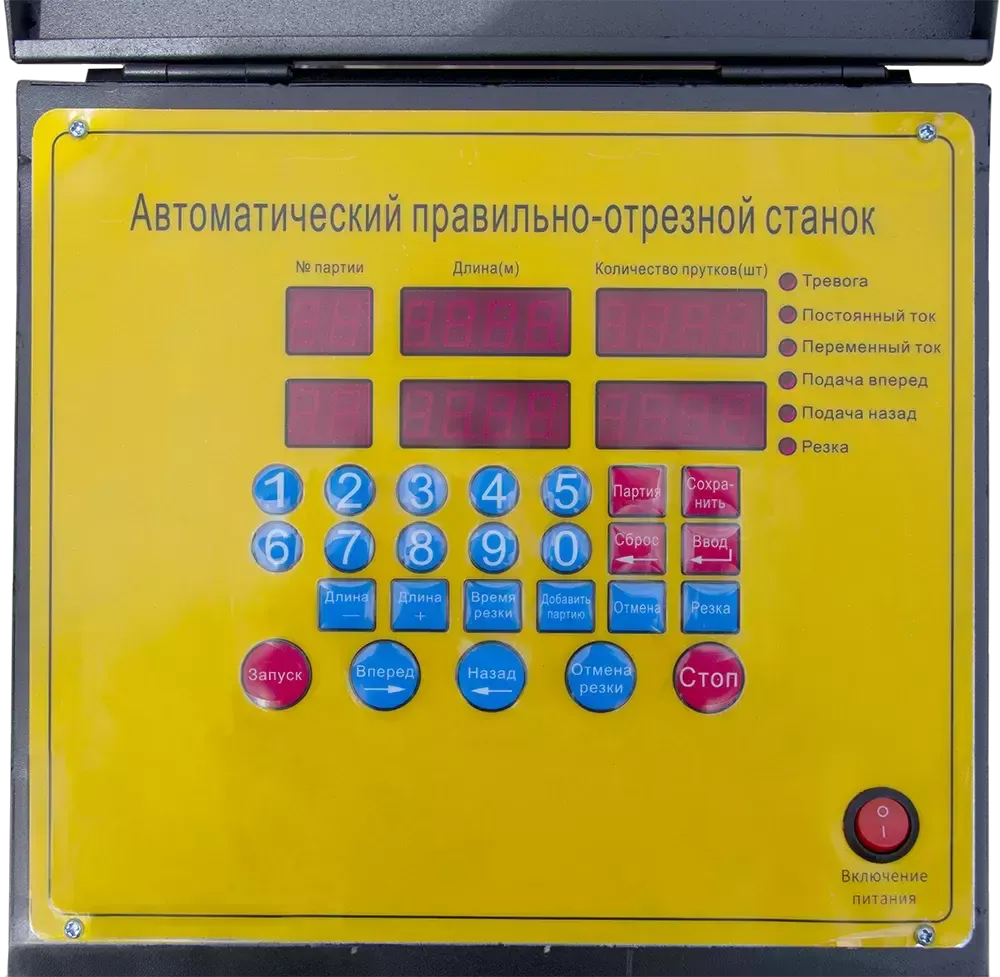 Автоматический правильно-отрезной станок
№ партии Длина(м) Количество прутков(шт)
Тревога
Постоянный ток
Переменный ток
Подача вперед
Подача назад
Резка
1 2 3 4 5 Партия Сохра-
нить
6 7 8 9 0 Сброс Ввод
Длина
—
Длина
+
Время
резки
Добавить
партию
Отмена
Резка
Запуск
Вперед
Назад
Отмена
резки
Стоп
O
I
Включение
питания